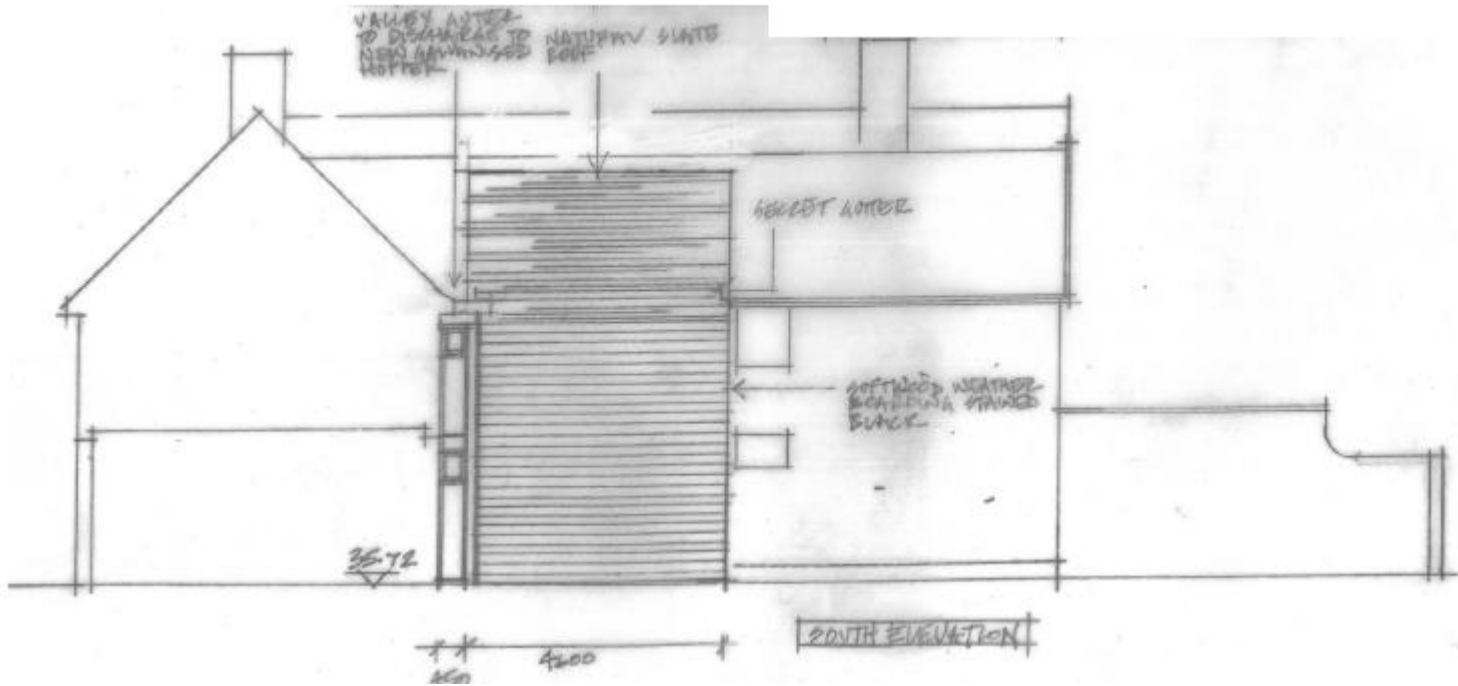 VALLEY GUTTER
TO DISCHARGE TO
NEW GALVANISED
HOPPER
NATURAL SLATE
ROOF
SECRET GUTTER
SOFTWOOD WEATHER
BOARDING STAINED
BLACK
35.72
4600
450
SOUTH ELEVATION